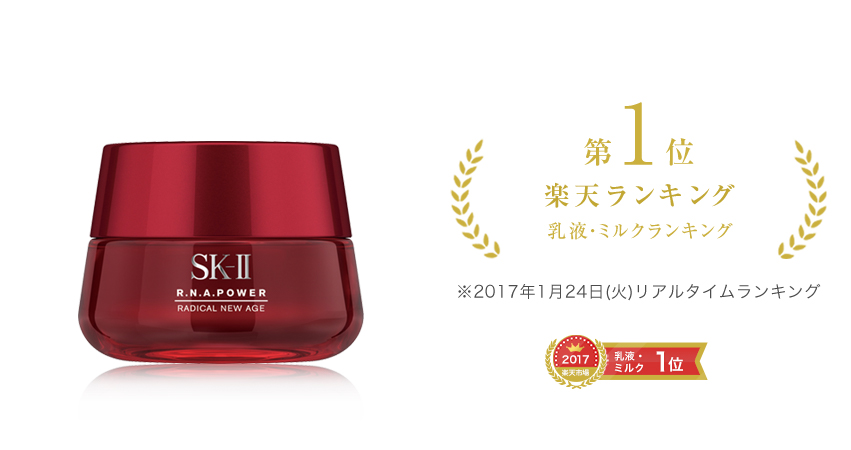 SK-II
R.N.A.POWER
RADICAL NEW AGE
第1位
楽天ランキング
乳液・ミルクランキング
※2017年1月24日(火)リアルタイムランキング
2017
楽天市場
乳液・
ミルク
1位